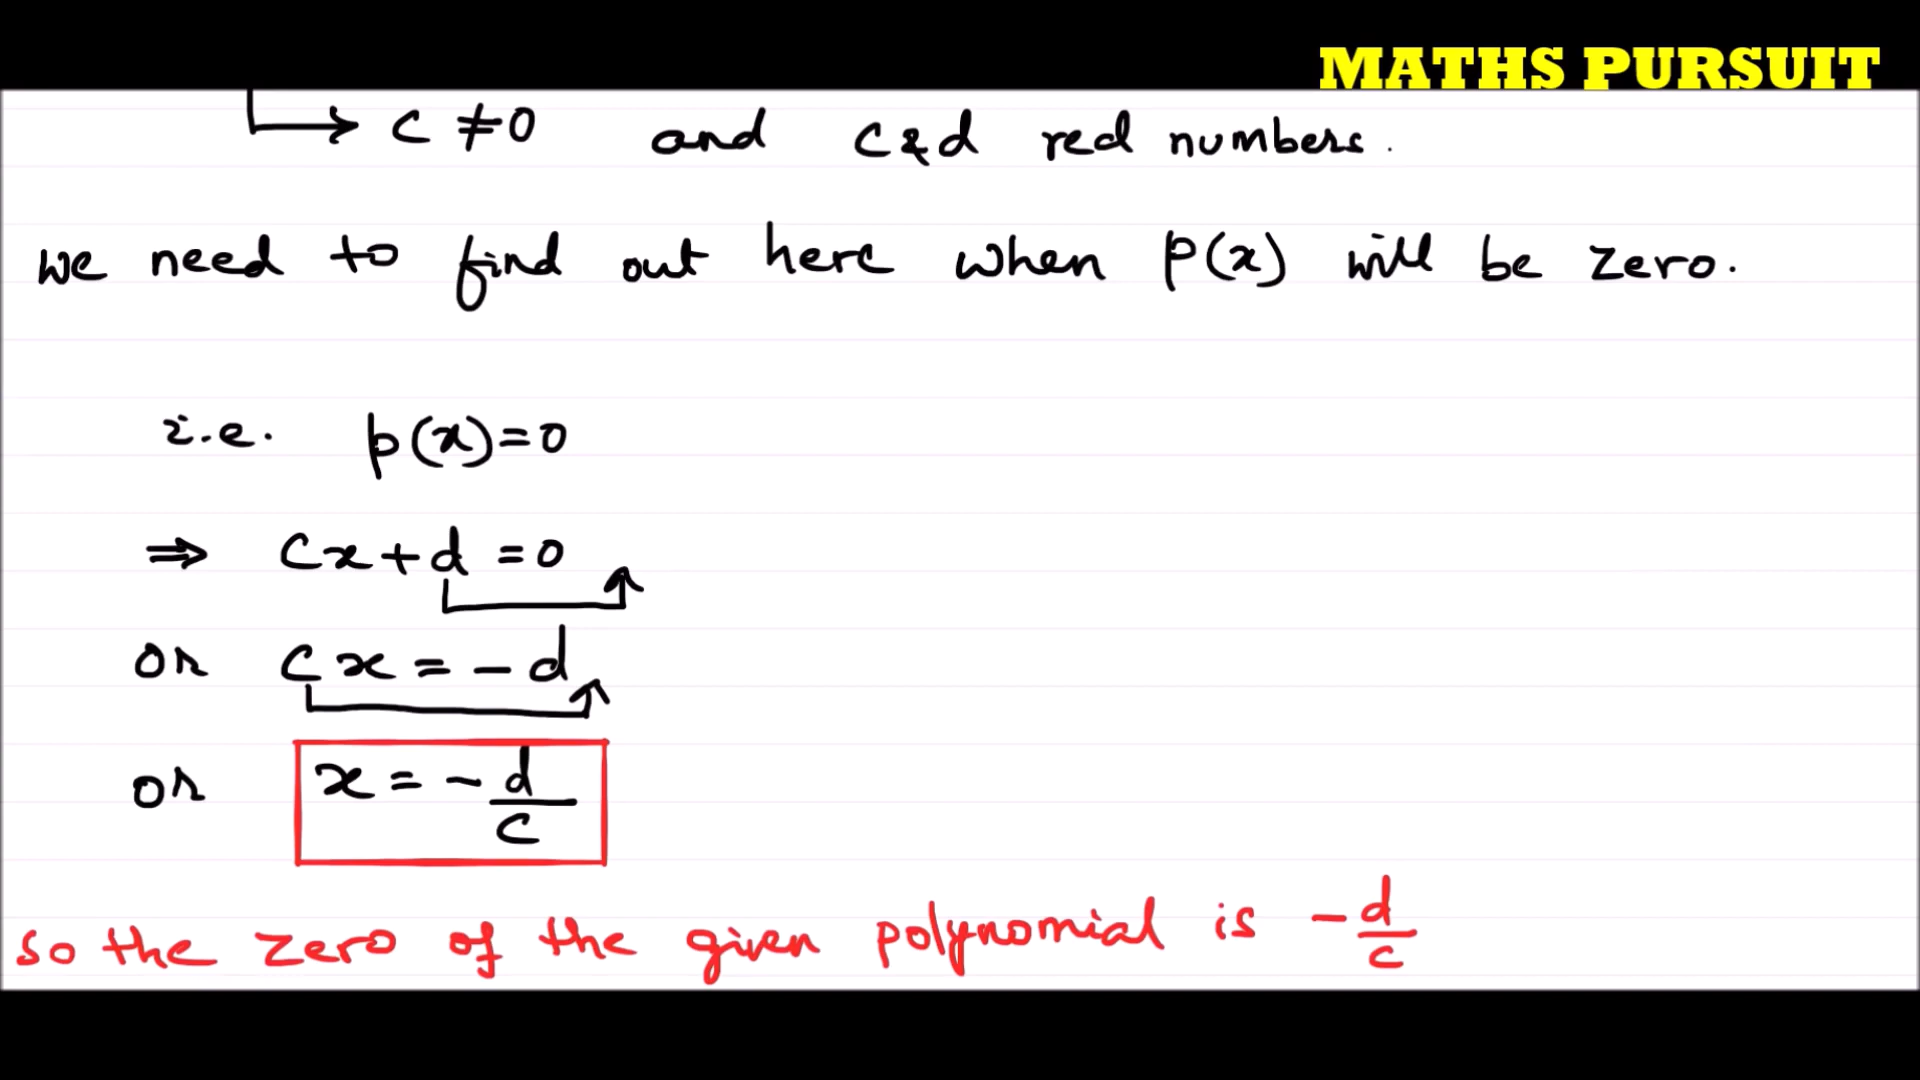 MATHS PURSUIT
c ≠ 0 and c & d real numbers.
we need to find out here when p(x) will be zero.
i.e. p(x)=0
⇒ cx+d=0
or cx=-d
or x=-d/c
so the zero of the given polynomial is -d/c